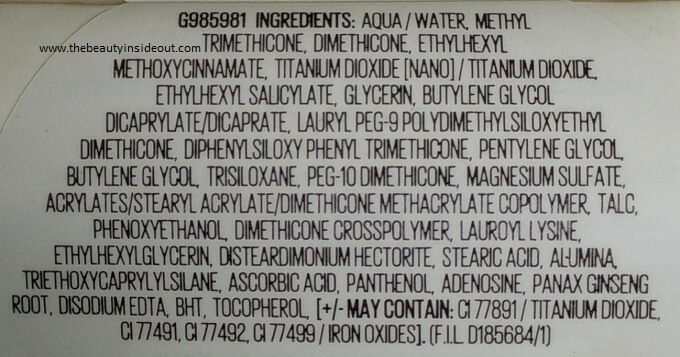 G985981 INGREDIENTS: AQUA / WATER, METHYL
www.thebeautyinsideout.com
TRIMETHICONE, DIMETHICONE, ETHYLHEXYL
METHOXYCINNAMATE, TITANIUM DIOXIDE [NANO] / TITANIUM DIOXIDE,
ETHYLHEXYL SALICYLATE, GLYCERIN, BUTYLENE GLYCOL
DICAPRYLATE/DICAPRATE, LAURYL PEG-9 POLYDIMETHYLSILOXYETHYL
DIMETHICONE, DIPHENYLSILOXY PHENYL TRIMETHICONE, PENTYLENE GLYCOL,
BUTYLENE GLYCOL, TRISILOXANE, PEG-10 DIMETHICONE, MAGNESIUM SULFATE,
ACRYLATES/STEARYL ACRYLATE/DIMETHICONE METHACRYLATE COPOLYMER, TALC,
PHENOXYETHANOL, DIMETHICONE CROSSPOLYMER, LAUROYL LYSINE,
ETHYLHEXYLGLYCERIN, DISTEARDIMONIUM HECTORITE, STEARIC ACID, ALUMINA,
TRIETHOXYCAPRYLYLSILANE, ASCORBIC ACID, PANTHENOL, ADENOSINE, PANAX GINSENG
ROOT, DISODIUM EDTA, BHT, TOCOPHEROL, [+/- MAY CONTAIN: CI 77891 / TITANIUM DIOXIDE,
CI 77491, CI 77492, CI 77499 / IRON OXIDES]. (F.I.L. D185684/1)